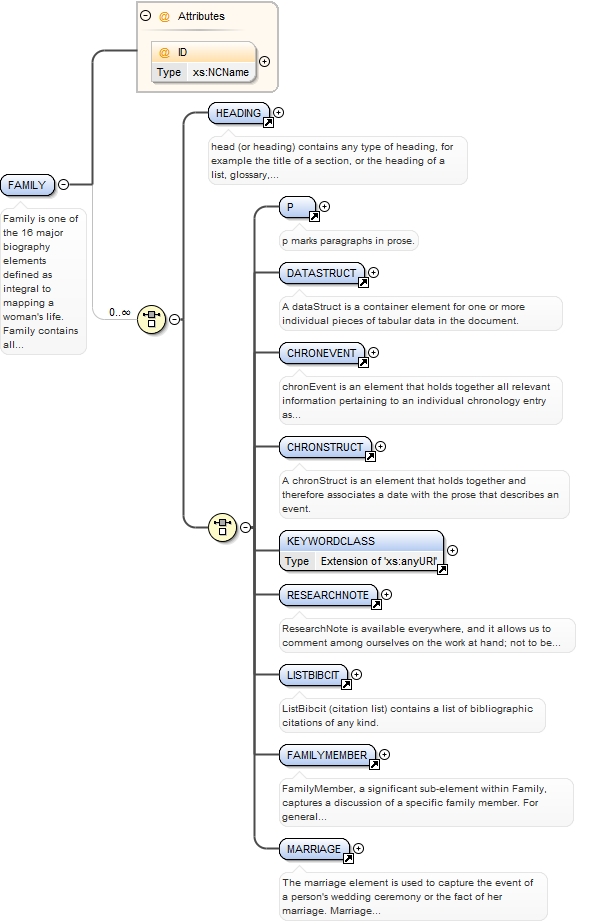 @ Attributes
@ ID
Type xs:NCName
HEADING
head (or heading) contains any type of heading, for
example the title of a section, or the heading of a
list, glossary,...
FAMILY
Family is one of
the 16 major
biography
elements
defined as
integral to
mapping a
woman's life.
Family contains
all...
0..∞
P
p marks paragraphs in prose.
DATASTRUCT
A dataStruct is a container element for one or more
individual pieces of tabular data in the document.
CHRONEVENT
chronEvent is an element that holds together all relevant
information pertaining to an individual chronology entry
as...
CHRONSTRUCT
A chronStruct is an element that holds together and
therefore associates a date with the prose that describes an
event.
KEYWORDCLASS
Type Extension of 'xs:anyURI'
RESEARCHNOTE
ResearchNote is available everywhere, and it allows us to
comment among ourselves on the work at hand; not to be...
LISTBIBCIT
ListBibcit (citation list) contains a list of bibliographic
citations of any kind.
FAMILYMEMBER
FamilyMember, a significant sub-element within Family,
captures a discussion of a specific family member. For
general...
MARRIAGE
The marriage element is used to capture the event of
a person's wedding ceremony or the fact of her
marriage. Marriage...